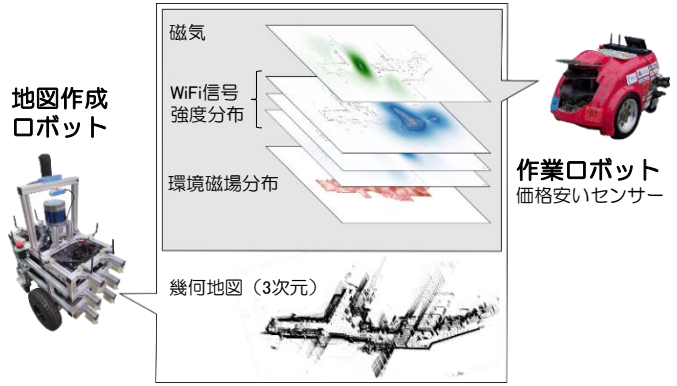 磁気
WiFi信号
強度分布
環境磁場分布
幾何地図（3次元）
地図作成
ロボット
作業ロボット
価格安いセンサー